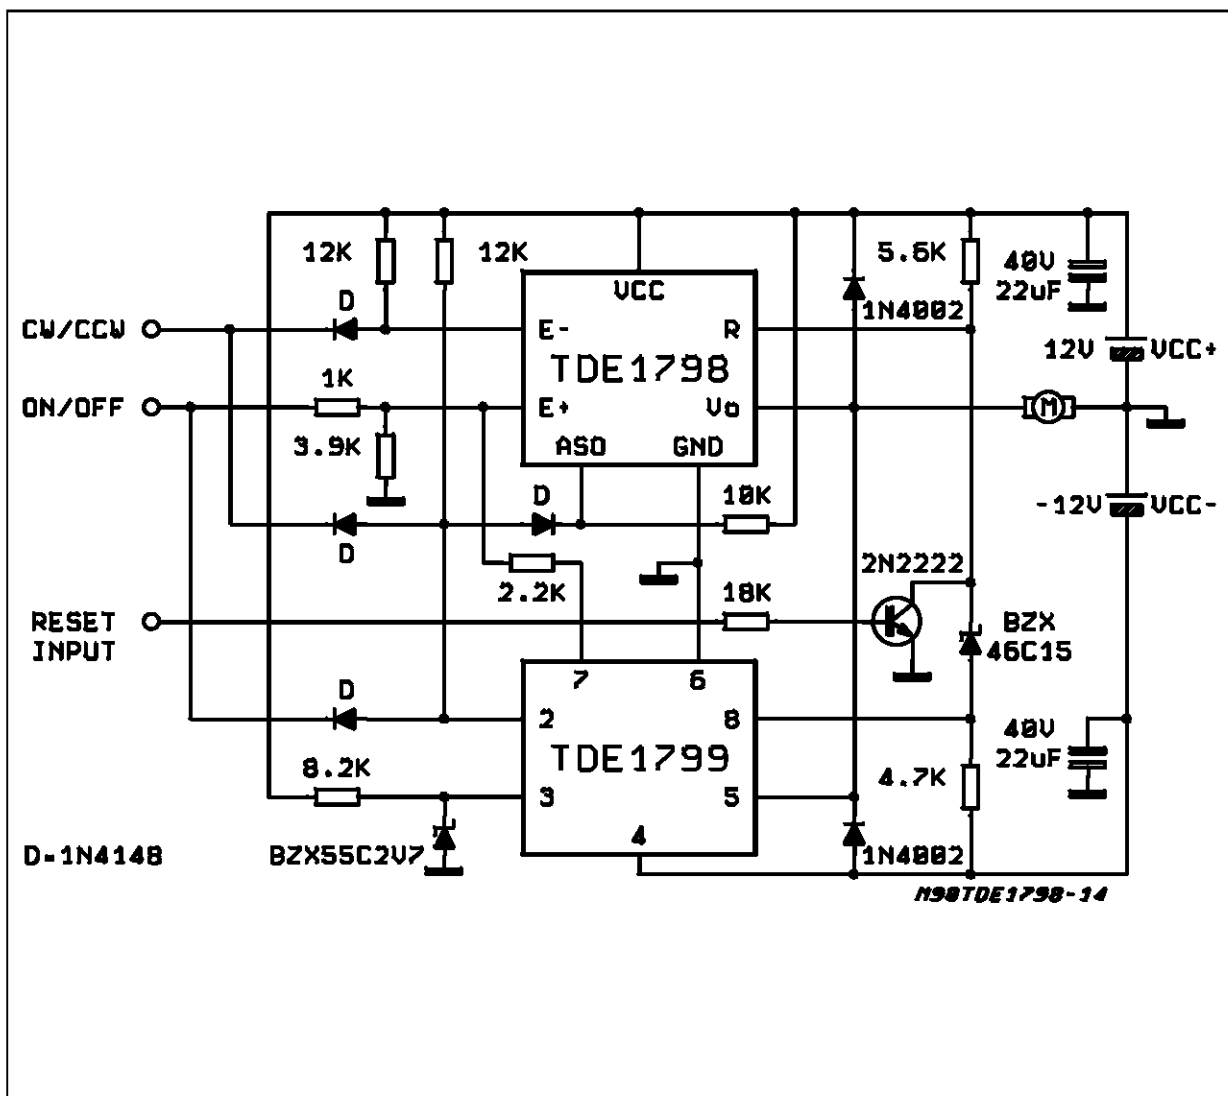 12K
12K
5.6K
40V
22uF
D
VCC
1N4002
CW/CCW
E-
R
12V
VCC+
TDE1798
1K
ON/OFF
E+
Vo
M
3.9K
ASO
GND
D
10K
-12V
VCC-
D
2.2K
18K
2N2222
RESET
INPUT
BZX
46C15
7
6
D
2
8
40V
22uF
TDE1799
8.2K
4.7K
3
5
4
D=1N4148
BZX55C2V7
1N4002
M98TDE1798-14